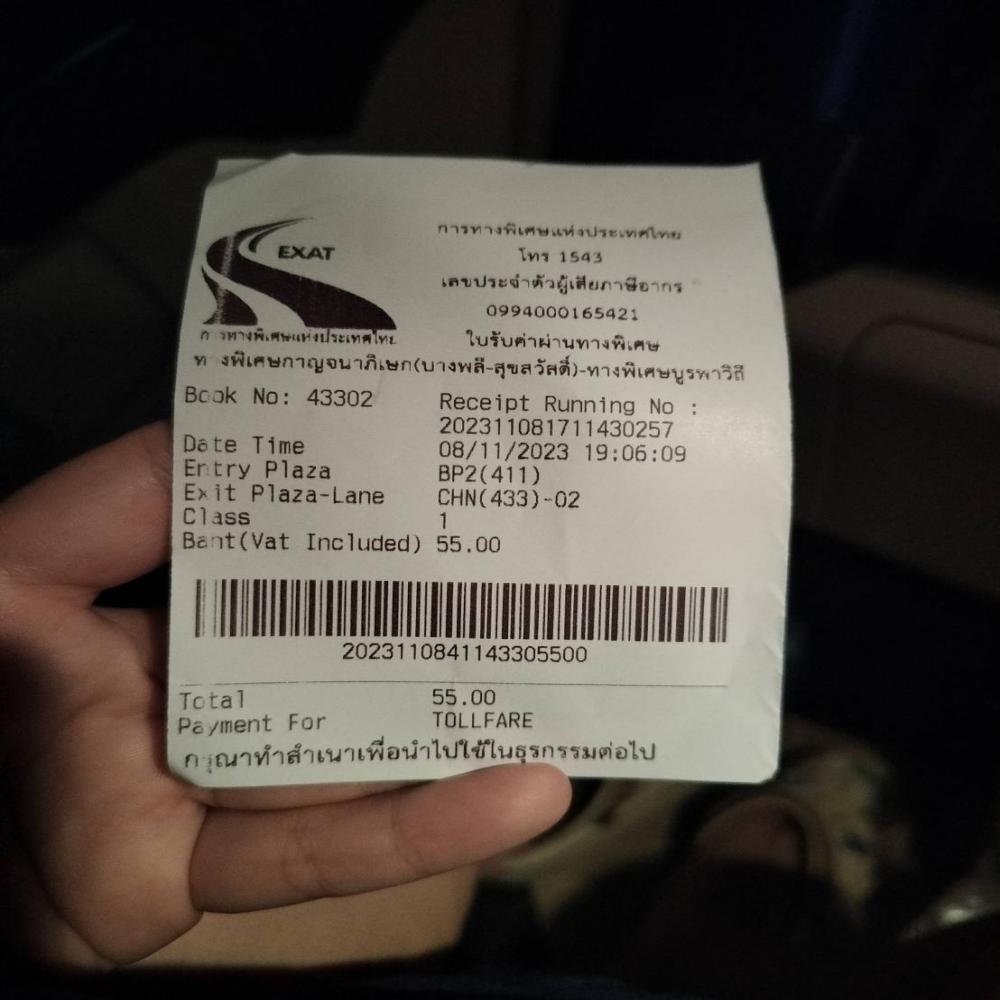 EXAT
การทางพิเศษแห่งประเทศไทย
การทางพิเศษแห่งประเทศไทย
โทร 1543
เลขประจำตัวผู้เสียภาษีอากร
0994000165421
ใบรับค่าผ่านทางพิเศษ
ทางพิเศษกาญจนาภิเษก(บางพลี-สุขสวัสดิ์)-ทางพิเศษบูรพาวิถี
Book No: 43302
Receipt Running No :
202311081711430257
Date Time 08/11/2023 19:06:09
Entry Plaza BP2(411)
Exit Plaza-Lane CHN(433)-02
Class 1
Bant(Vat Included) 55.00
2023110841143305500
Total 55.00
Payment For TOLLFARE
กรุณาทำสำเนาเพื่อนำไปใช้ในธุรกรรมต่อไป